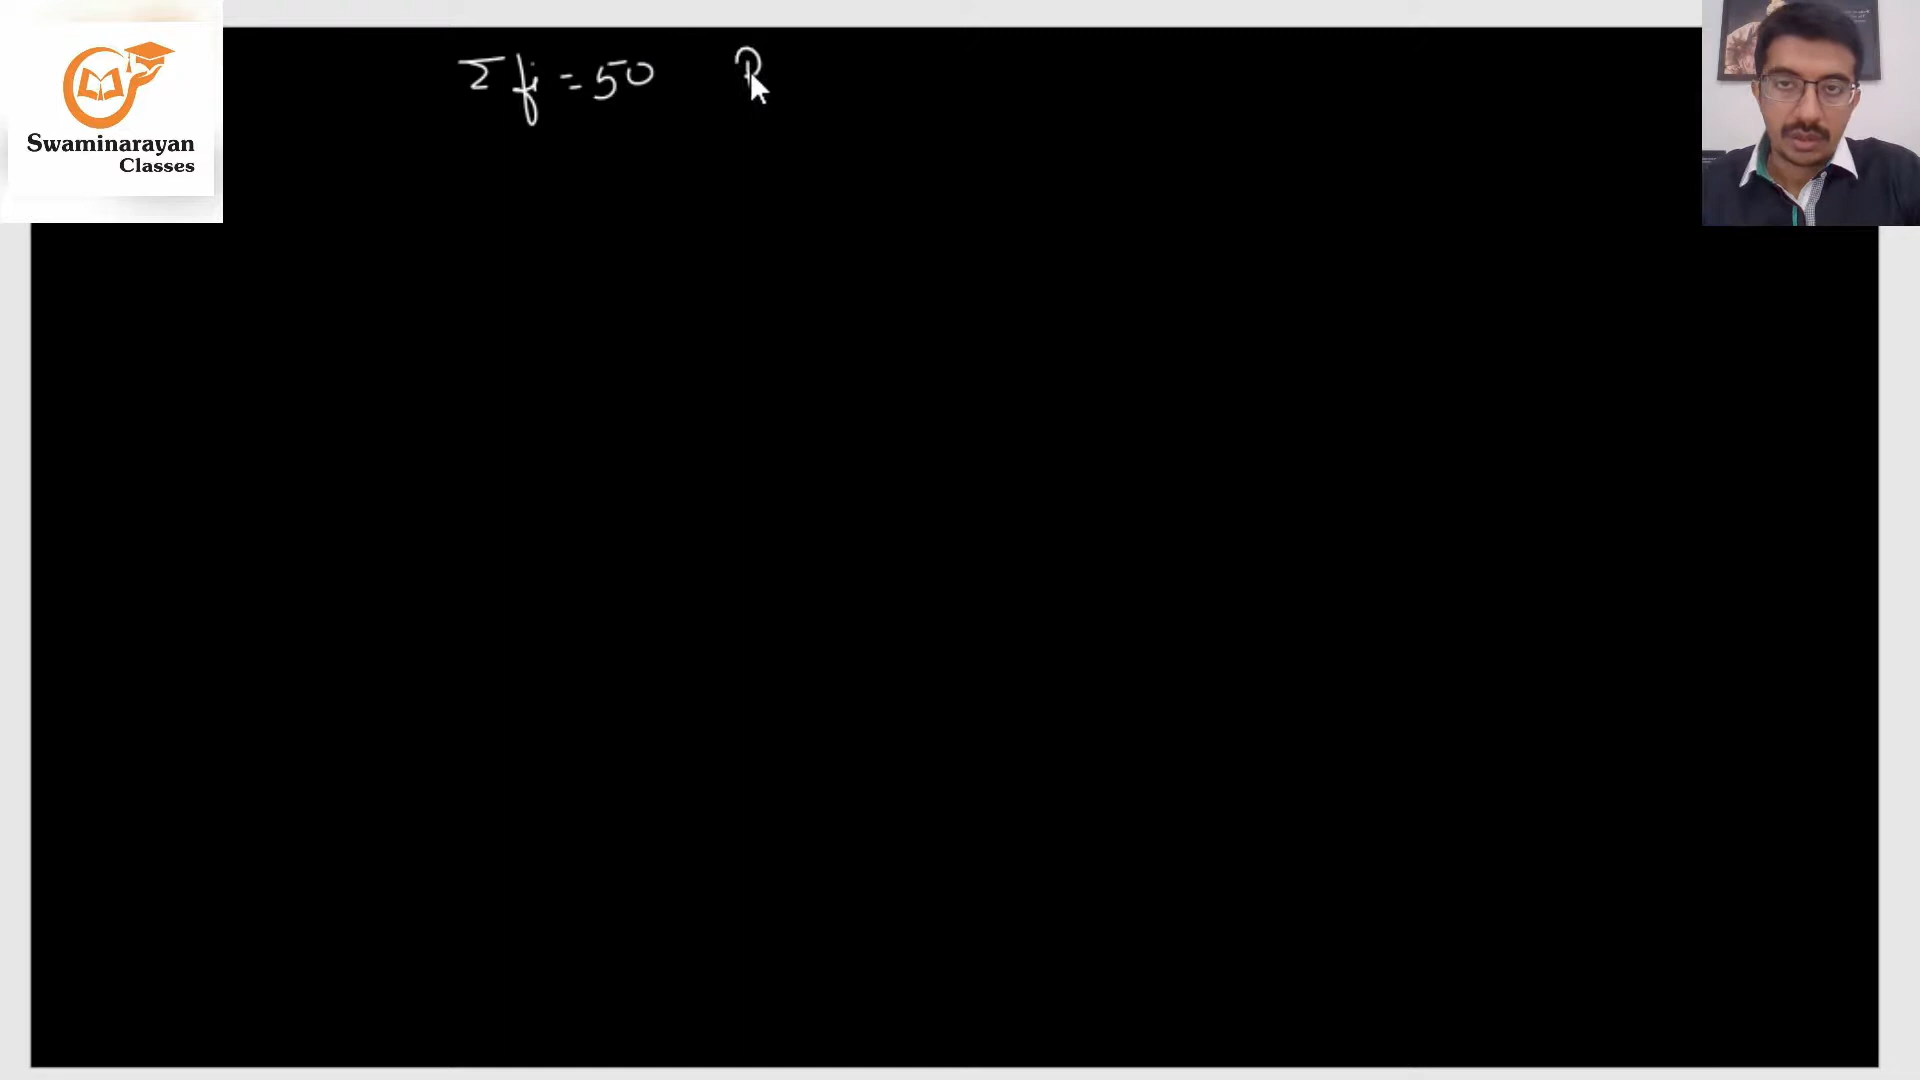 Swaminarayan
Classes
Σfi = 50